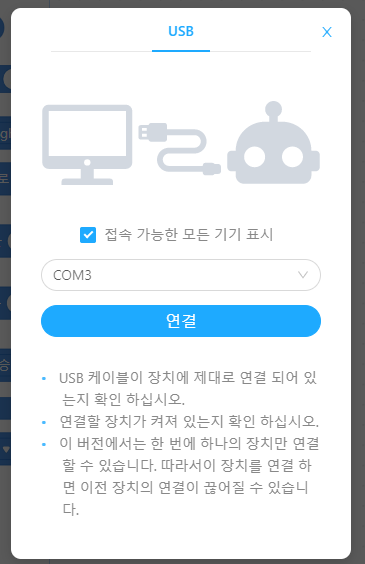 USB
접속 가능한 모든 기기 표시
COM3
연결
USB 케이블이 장치에 제대로 연결 되어 있
는지 확인 하십시오.
연결할 장치가 켜져 있는지 확인 하십시오.
이 버전에서는 한 번에 하나의 장치만 연결
할 수 있습니다. 따라서이 장치를 연결 하
면 이전 장치의 연결이 끊어질 수 있습니
다.